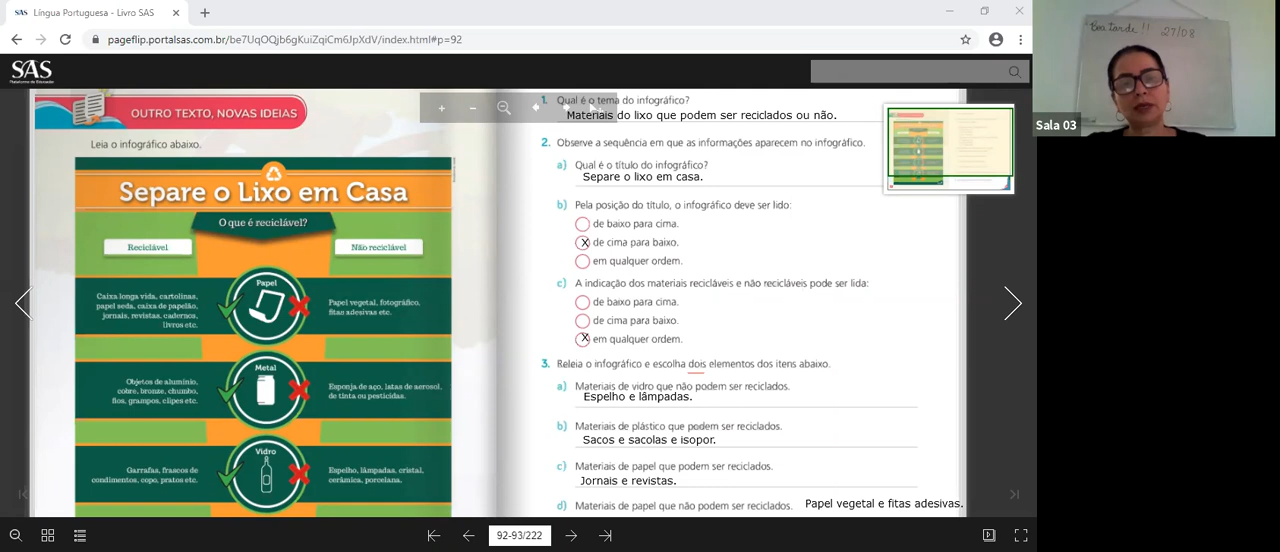 Língua Portuguesa - Livro SAS
pageflip.portalsas.com.br/be7UqOQjb6gKuiZqiCm6JpXdV/index.html#p=92
SAS
Plataforma de Educação
OUTRO TEXTO, NOVAS IDEIAS
Leia o infográfico abaixo.
Separe o Lixo em Casa
O que é reciclável?
Reciclável
Não reciclável
Papel
Caixa longa vida, cartolinas,
papel seda, caixa de papelão,
jornais, revistas, cadernos,
livros etc.
Papel vegetal, fotográfico,
fitas adesivas etc.
Metal
Objetos de alumínio,
cobre, bronze, chumbo,
fios, grampos, clipes etc.
Esponja de aço, latas de aerosol,
de tinta ou pesticidas.
Vidro
Garrafas, frascos de
condimentos, copo, pratos etc.
Espelho, lâmpadas, cristal,
cerâmica, porcelana.
1. Qual é o tema do infográfico?
Materiais do lixo que podem ser reciclados ou não.
2. Observe a sequência em que as informações aparecem no infográfico.
a) Qual é o título do infográfico?
Separe o lixo em casa.
b) Pela posição do título, o infográfico deve ser lido:
de baixo para cima.
X de cima para baixo.
em qualquer ordem.
c) A indicação dos materiais recicláveis e não recicláveis pode ser lida:
de baixo para cima.
de cima para baixo.
X em qualquer ordem.
3. Releia o infográfico e escolha dois elementos dos itens abaixo.
a) Materiais de vidro que não podem ser reciclados.
Espelho e lâmpadas.
b) Materiais de plástico que podem ser reciclados.
Sacos e sacolas e isopor.
c) Materiais de papel que podem ser reciclados.
Jornais e revistas.
d) Materiais de papel que não podem ser reciclados. Papel vegetal e fitas adesivas.
92-93/222
Boa tarde!! 27/08
Sala 03